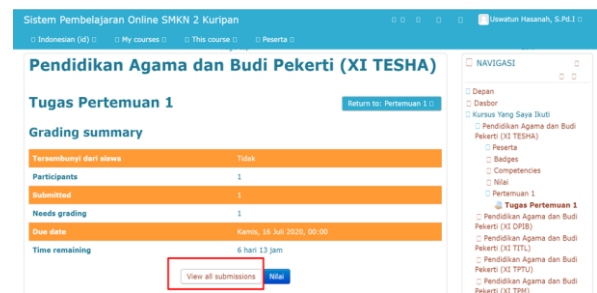 Sistem Pembelajaran Online SMKN 2 Kuripan
Uswatun Hasanah, S.Pd.I
Indonesian (id) My courses This course Peserta
Pendidikan Agama dan Budi Pekerti (XI TESHA)
Tugas Pertemuan 1
Return to: Pertemuan 1
Grading summary
Tersembunyi dari siswa Tidak
Participants 1
Submitted 1
Needs grading 1
Due date Kamis, 16 Juli 2020, 00:00
Time remaining 6 hari 13 jam
View all submissions Nilai
NAVIGASI
Depan
Dasbor
Kursus Yang Saya Ikuti
Pendidikan Agama dan Budi
Pekerti (XI TESHA)
Peserta
Badges
Competencies
Nilai
Pertemuan 1
Tugas Pertemuan 1
Pendidikan Agama dan Budi
Pekerti (XI DPIB)
Pendidikan Agama dan Budi
Pekerti (XI TITL)
Pendidikan Agama dan Budi
Pekerti (XI TPTU)
Pendidikan Agama dan Budi
Pekerti (XI TPM)